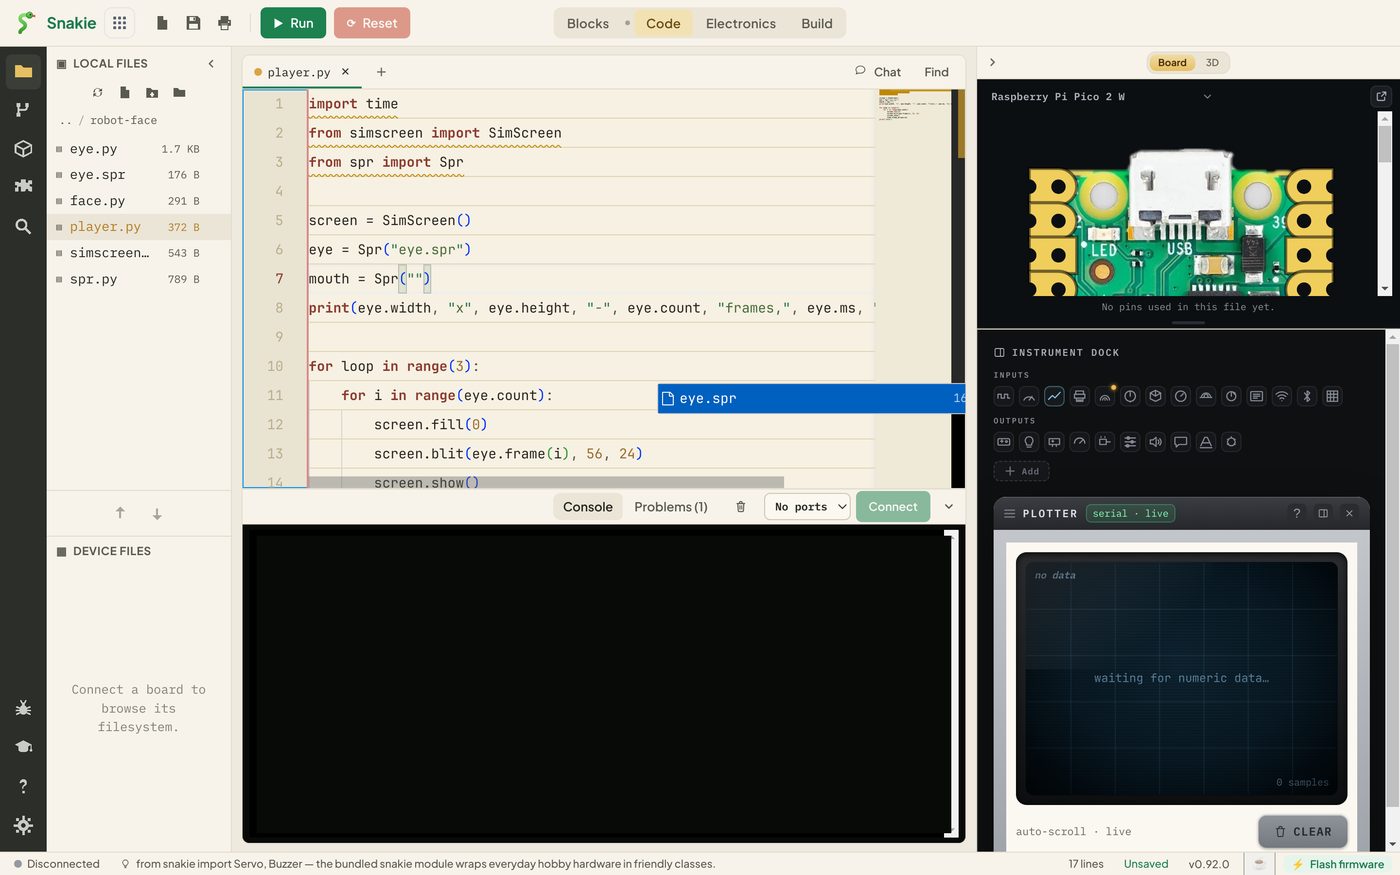 Snakie
Run
Reset
Blocks
Code
Electronics
Build
LOCAL FILES
.. / robot-face
eye.py 1.7 KB
eye.spr 176 B
face.py 291 B
player.py 372 B
simscreen… 543 B
spr.py 789 B
DEVICE FILES
Connect a board to
browse its
filesystem.
player.py
Chat
Find
1 import time
2 from simscreen import SimScreen
3 from spr import Spr
4
5 screen = SimScreen()
6 eye = Spr("eye.spr")
7 mouth = Spr("")
8 print(eye.width, "x", eye.height, "-", eye.count, "frames,", eye.ms, "
9
10 for loop in range(3):
11 for i in range(eye.count):
12 screen.fill(0)
13 screen.blit(eye.frame(i), 56, 24)
14 screen.show()
eye.spr 16
Console
Problems (1)
No ports
Connect
Board
3D
Raspberry Pi Pico 2 W
LED
USB
39
No pins used in this file yet.
INSTRUMENT DOCK
INPUTS
OUTPUTS
+ Add
PLOTTER
serial · live
?
no data
waiting for numeric data…
0 samples
auto-scroll · live
CLEAR
Disconnected
from snakie import Servo, Buzzer — the bundled snakie module wraps everyday hobby hardware in friendly classes.
17 lines
Unsaved
v0.92.0
Flash firmware